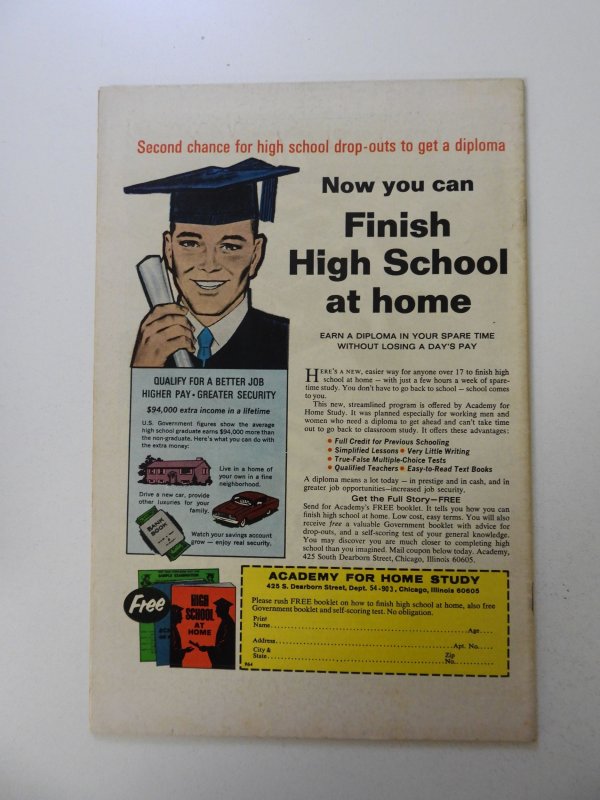 Second chance for high school drop-outs to get a diploma
Now you can
Finish
High School
at home
EARN A DIPLOMA IN YOUR SPARE TIME
WITHOUT LOSING A DAY'S PAY
QUALIFY FOR A BETTER JOB
HIGHER PAY • GREATER SECURITY
$94,000 extra income in a lifetime
U.S. Government figures show the average
high school graduate earns $94,000 more than
the non-graduate. Here's what you can do with
the extra money:
Live in a home of
your own in a fine
neighborhood.
Drive a new car, provide
other luxuries for your
family.
BANK
BOOK
Watch your savings account
grow — enjoy real security.
HERE'S A NEW, easier way for anyone over 17 to finish high
school at home — with just a few hours a week of spare-
time study. You don't have to go back to school – school comes
to you.
This new, streamlined program is offered by Academy for
Home Study. It was planned especially for working men and
women who need a diploma to get ahead and can't take time
out to go back to classroom study. It offers these advantages:
• Full Credit for Previous Schooling
• Simplified Lessons • Very Little Writing
• True-False Multiple-Choice Tests
• Qualified Teachers • Easy-to-Read Text Books
A diploma means a lot today – in prestige and in cash, and in
greater job opportunities—increased job security.
Get the Full Story—FREE
Send for Academy's FREE booklet. It tells you how you can
finish high school at home. Low cost, easy terms. You will also
receive free a valuable Government booklet with advice for
drop-outs, and a self-scoring test of your general knowledge.
You may discover you are much closer to completing high
school than you imagined. Mail coupon below today. Academy,
425 South Dearborn Street, Chicago, Illinois 60605.
Free
HIGH
SCHOOL
AT
HOME
ACADEMY FOR HOME STUDY
425 S. Dearborn Street, Dept. 54-903, Chicago, Illinois 60605
Please rush FREE booklet on how to finish high school at home, also free
Government booklet and self-scoring test. No obligation.
Print
Name Age
Address Apt. No.
City & Zip
State No.